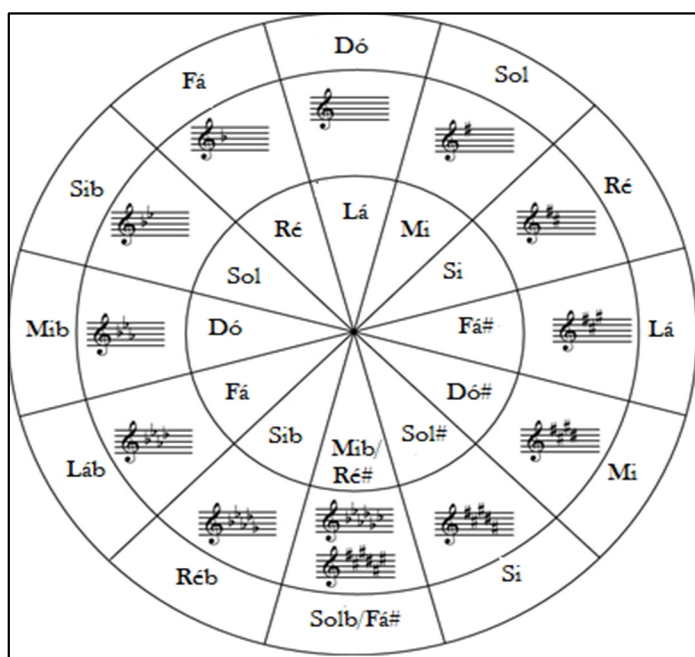 Dó
Sol
Ré
Lá
Mi
Si
Solb/Fá#
Réb
Láb
Mib
Sib
Fá
Lá
Mi
Si
Fá#
Dó#
Sol#
Mib/
Ré#
Sib
Fá
Dó
Sol
Ré